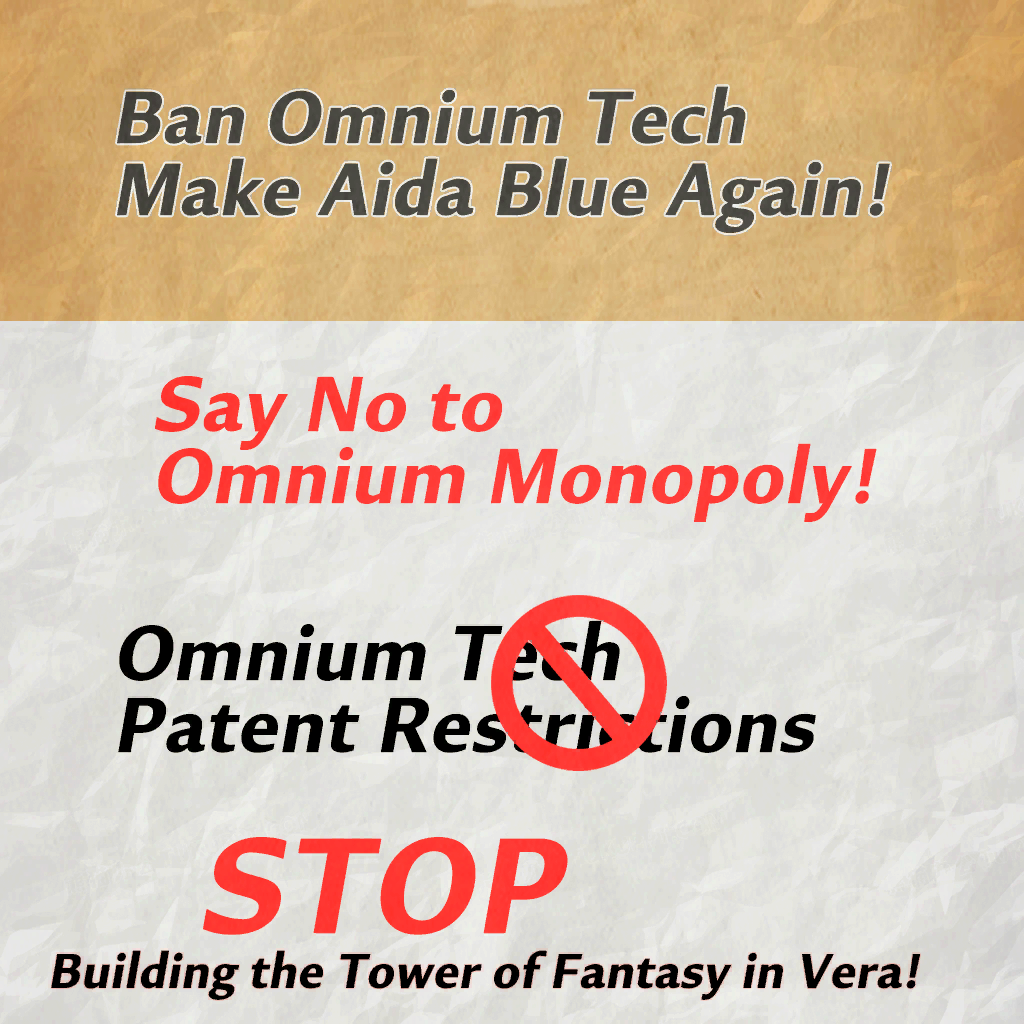 Ban Omnium Tech
Make Aida Blue Again!
Say No to
Omnium Monopoly!
Omnium Tech
Patent Restrictions
STOP
Building the Tower of Fantasy in Vera!